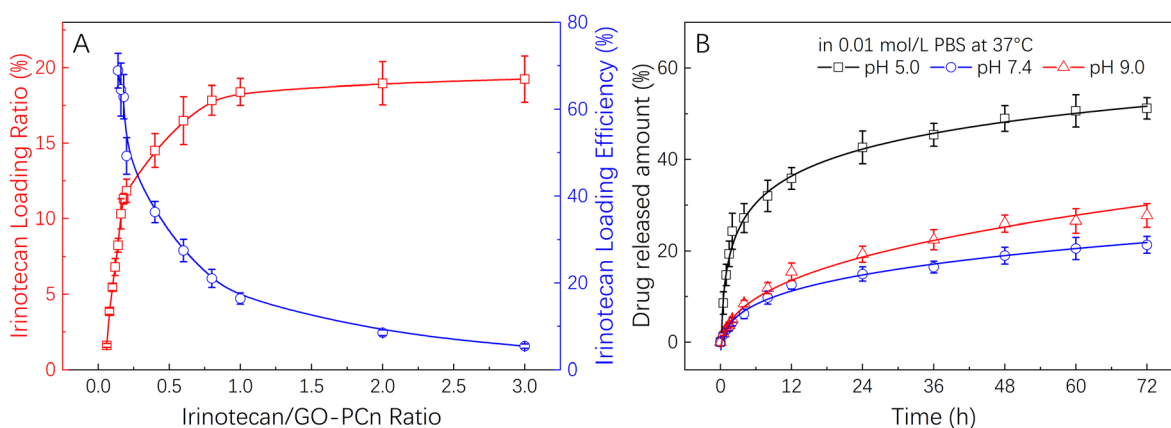 A
Irinotecan Loading Ratio (%)
20
15
10
5
0
0.0 0.5 1.0 1.5 2.0 2.5 3.0
Irinotecan/GO-PCn Ratio
80
60
40
20
0
Irinotecan Loading Efficiency (%)
B
in 0.01 mol/L PBS at 37°C
pH 5.0 pH 7.4 pH 9.0
Drug released amount (%)
60
40
20
0
0 12 24 36 48 60 72
Time (h)